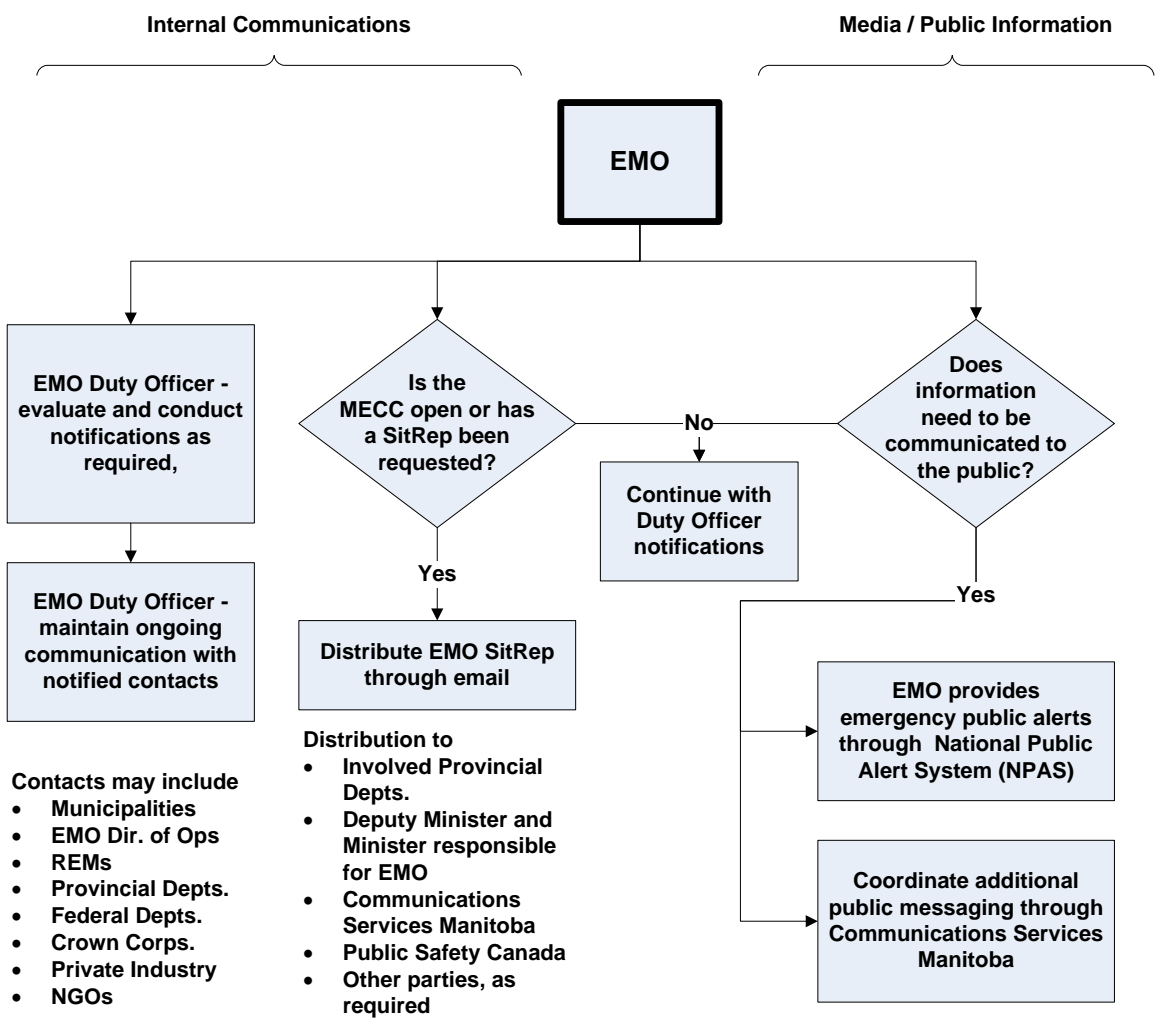 Internal Communications
Media / Public Information
EMO
EMO Duty Officer -
evaluate and conduct
notifications as
required,
EMO Duty Officer -
maintain ongoing
communication with
notified contacts
Contacts may include
• Municipalities
• EMO Dir. of Ops
• REMs
• Provincial Depts.
• Federal Depts.
• Crown Corps.
• Private Industry
• NGOs
Is the
MECC open or has
a SitRep been
requested?
Yes
Distribute EMO SitRep
through email
Distribution to
• Involved Provincial
Depts.
• Deputy Minister and
Minister responsible
for EMO
• Communications
Services Manitoba
• Public Safety Canada
• Other parties, as
required
No
Continue with
Duty Officer
notifications
Does
information
need to be
communicated to
the public?
Yes
EMO provides
emergency public alerts
through National Public
Alert System (NPAS)
Coordinate additional
public messaging through
Communications Services
Manitoba